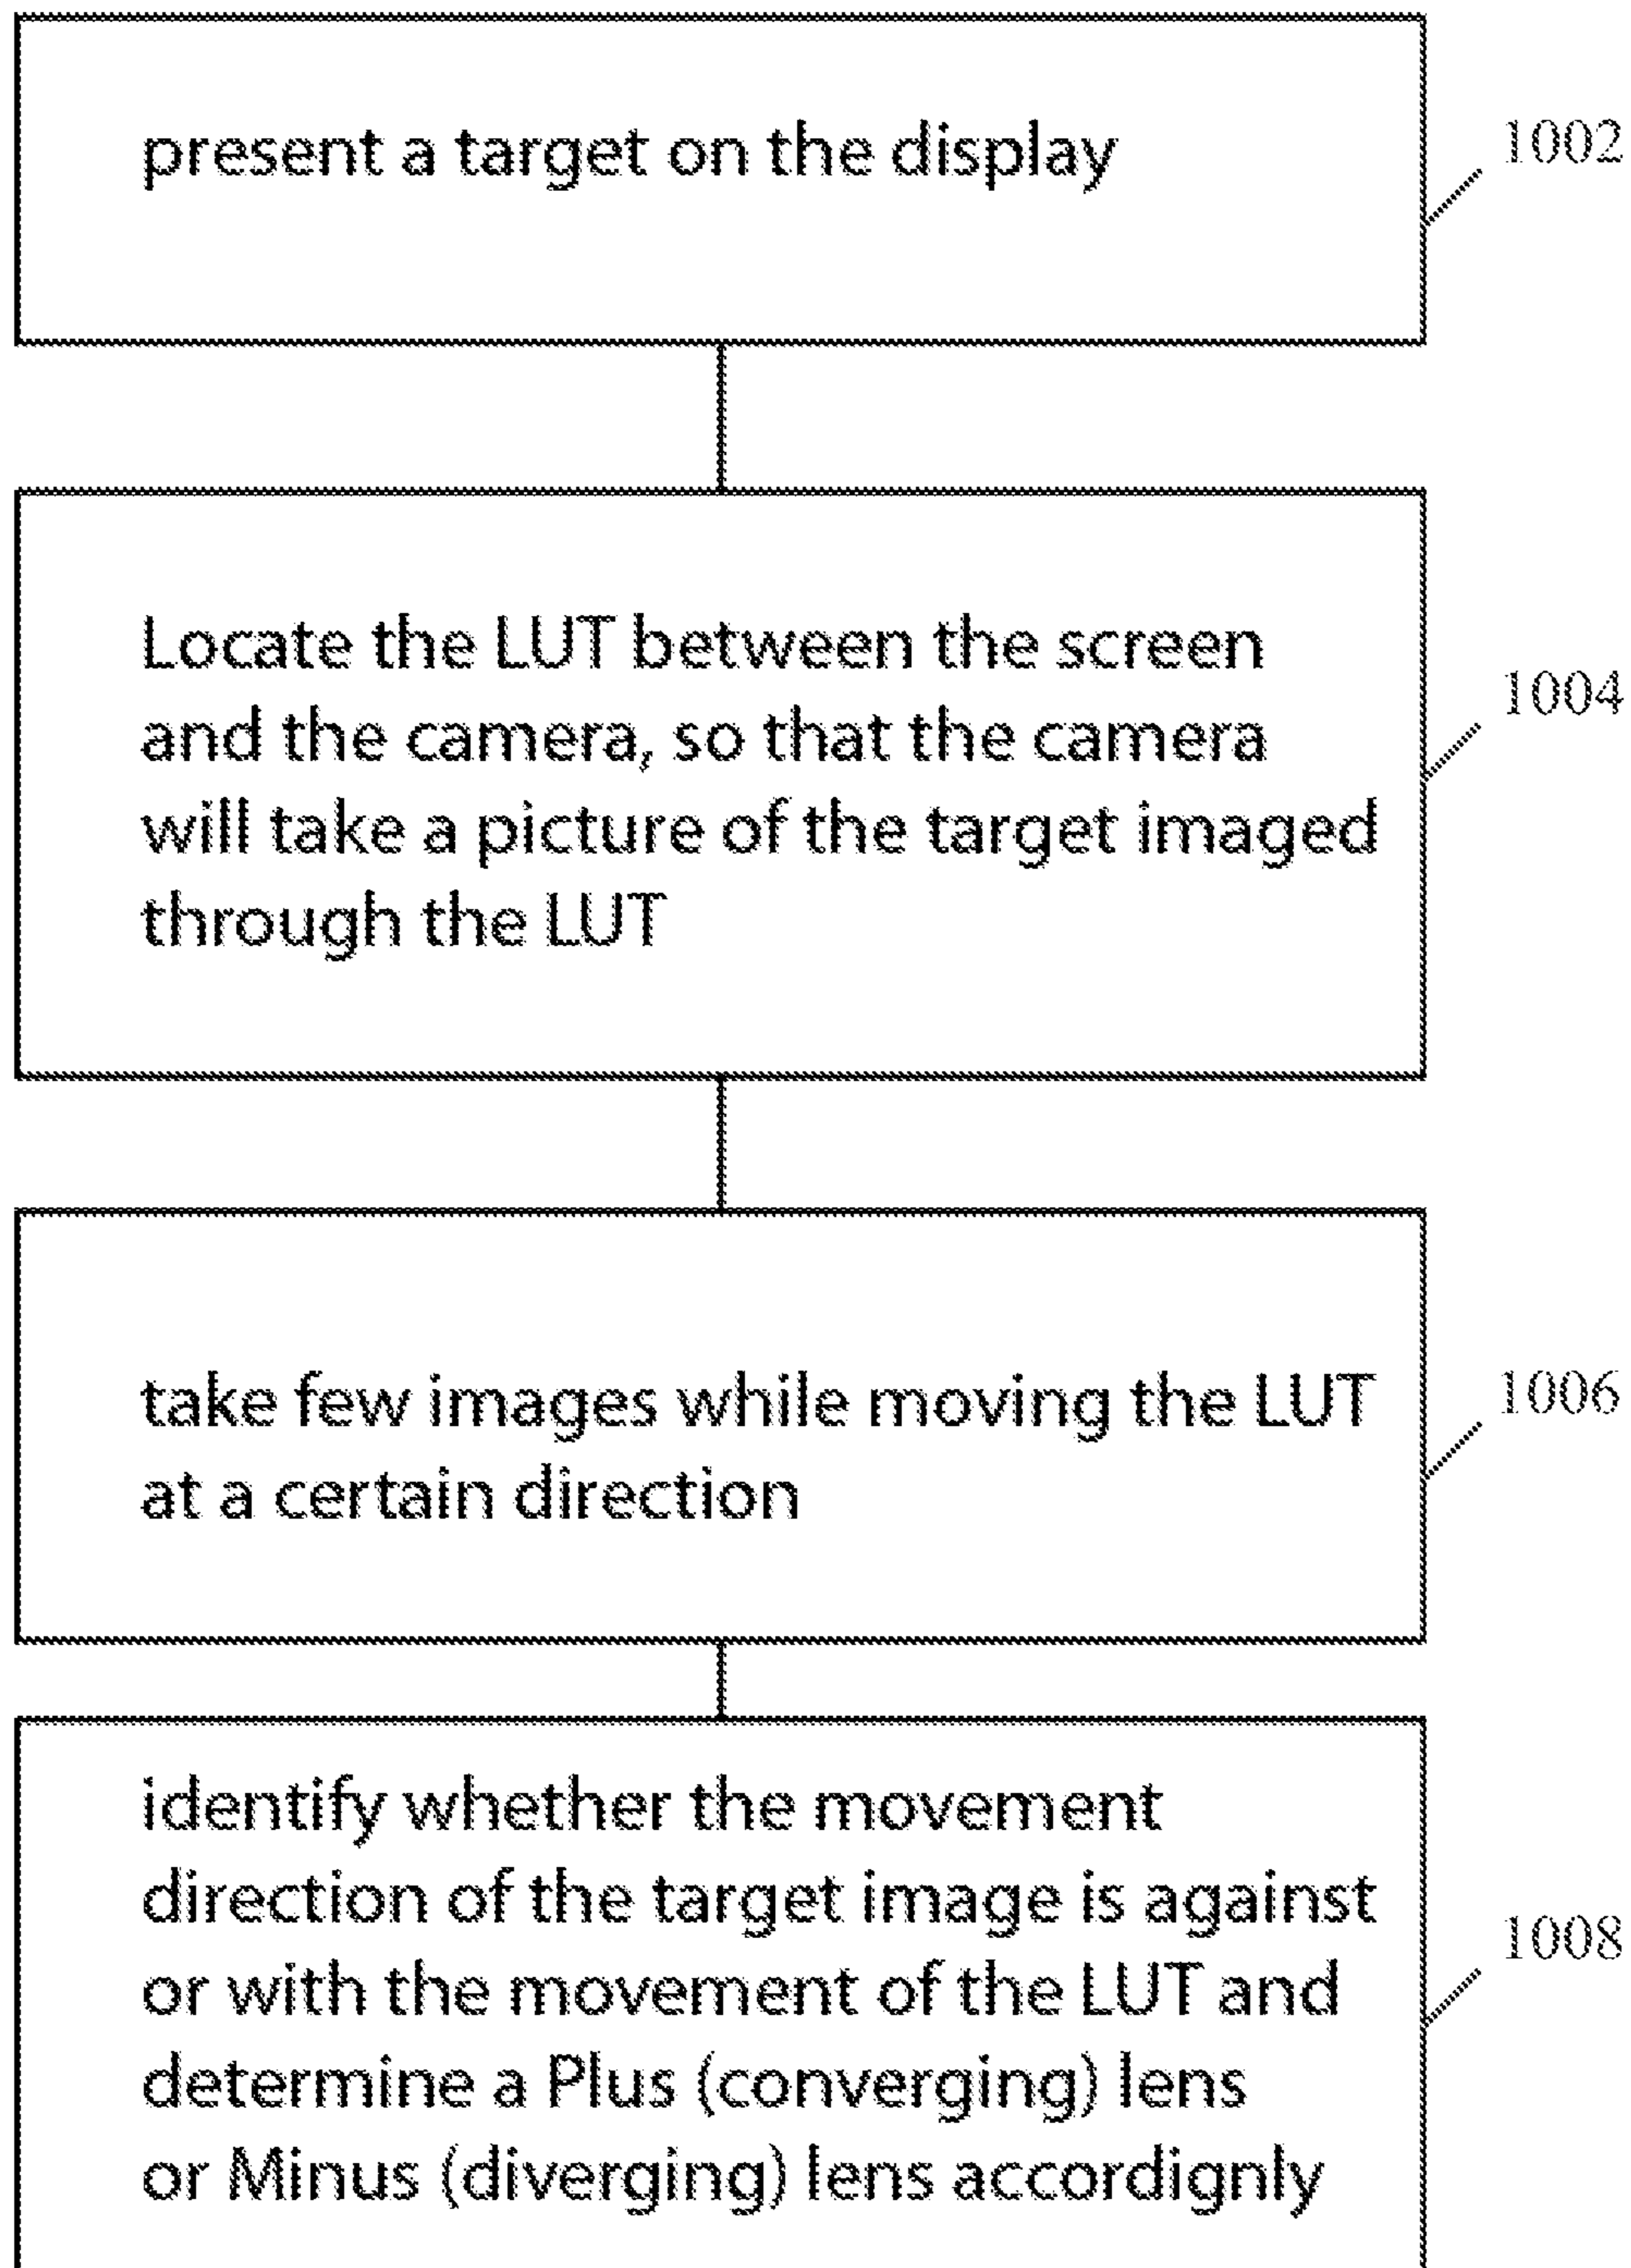 present a target on the display
1002
Locate the LUT between the screen
and the camera, so that the camera
will take a picture of the target imaged
through the LUT
1004
take few images while moving the LUT
at a certain direction
1006
identify whether the movement
direction of the target image is against
or with the movement of the LUT and
determine a Plus (converging) lens
or Minus (diverging) lens accordignly
1008